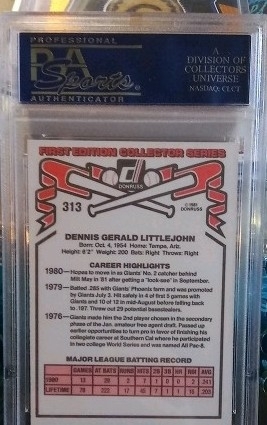 PROFESSIONAL
PSA
Sports
AUTHENTICATOR
A
DIVISION OF
COLLECTORS
UNIVERSE
NASDAQ: CLCT
FIRST EDITION COLLECTOR SERIES
DONRUSS
313
© 1981
DONRUSS
DENNIS GERALD LITTLEJOHN
Born: Oct. 4, 1954 Home: Tempe, Ariz.
Height: 6'2" Weight: 200 Bats: Right Throws: Right
CAREER HIGHLIGHTS
1980—Hopes to move in as Giants' No. 2 catcher behind
Milt May in '81 after getting a "look-see" in September.
1979—Batted .285 with Giants' Phoenix farm and was promoted
by Giants July 3. Hit safely in 4 of first 5 games with
Giants and 10 of 12 in mid-August before falling back
to .197. Threw out 29 potential basestealers.
1976—Giants made him the 2nd player chosen in the secondary
phase of the Jan. amateur free agent draft. Passed up
earlier opportunities to turn pro in favor of finishing his
collegiate career at Southern Cal where he participated
in two college World Series and was named All Pac-8.
MAJOR LEAGUE BATTING RECORD
1980
LIFETIME